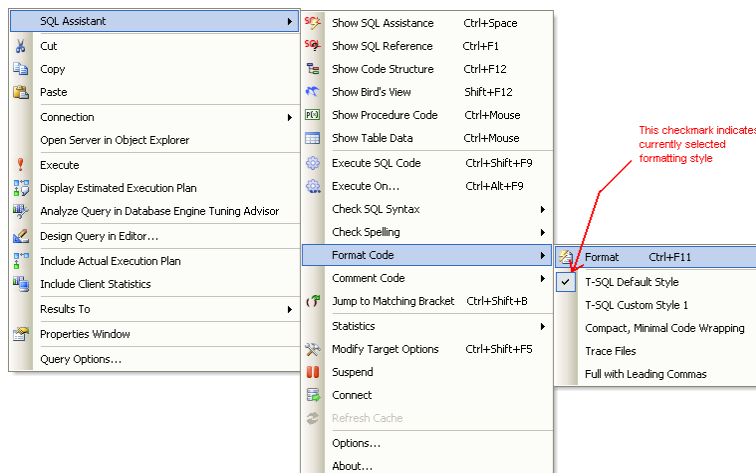 SQL Assistant
Cut
Copy
Paste
Connection
Open Server in Object Explorer
Execute
Display Estimated Execution Plan
Analyze Query in Database Engine Tuning Advisor
Design Query in Editor...
Include Actual Execution Plan
Include Client Statistics
Results To
Properties Window
Query Options...
Show SQL Assistance Ctrl+Space
Show SQL Reference Ctrl+F1
Show Code Structure Ctrl+F12
Show Bird's View Shift+F12
Show Procedure Code Ctrl+Mouse
Show Table Data Ctrl+Mouse
Execute SQL Code Ctrl+Shift+F9
Execute On... Ctrl+Alt+F9
Check SQL Syntax
Check Spelling
Format Code
Comment Code
Jump to Matching Bracket Ctrl+Shift+B
Statistics
Modify Target Options Ctrl+Shift+F5
Suspend
Connect
Refresh Cache
Options...
About...
This checkmark indicates
currently selected
formatting style
Format Ctrl+F11
T-SQL Default Style
T-SQL Custom Style 1
Compact, Minimal Code Wrapping
Trace Files
Full with Leading Commas